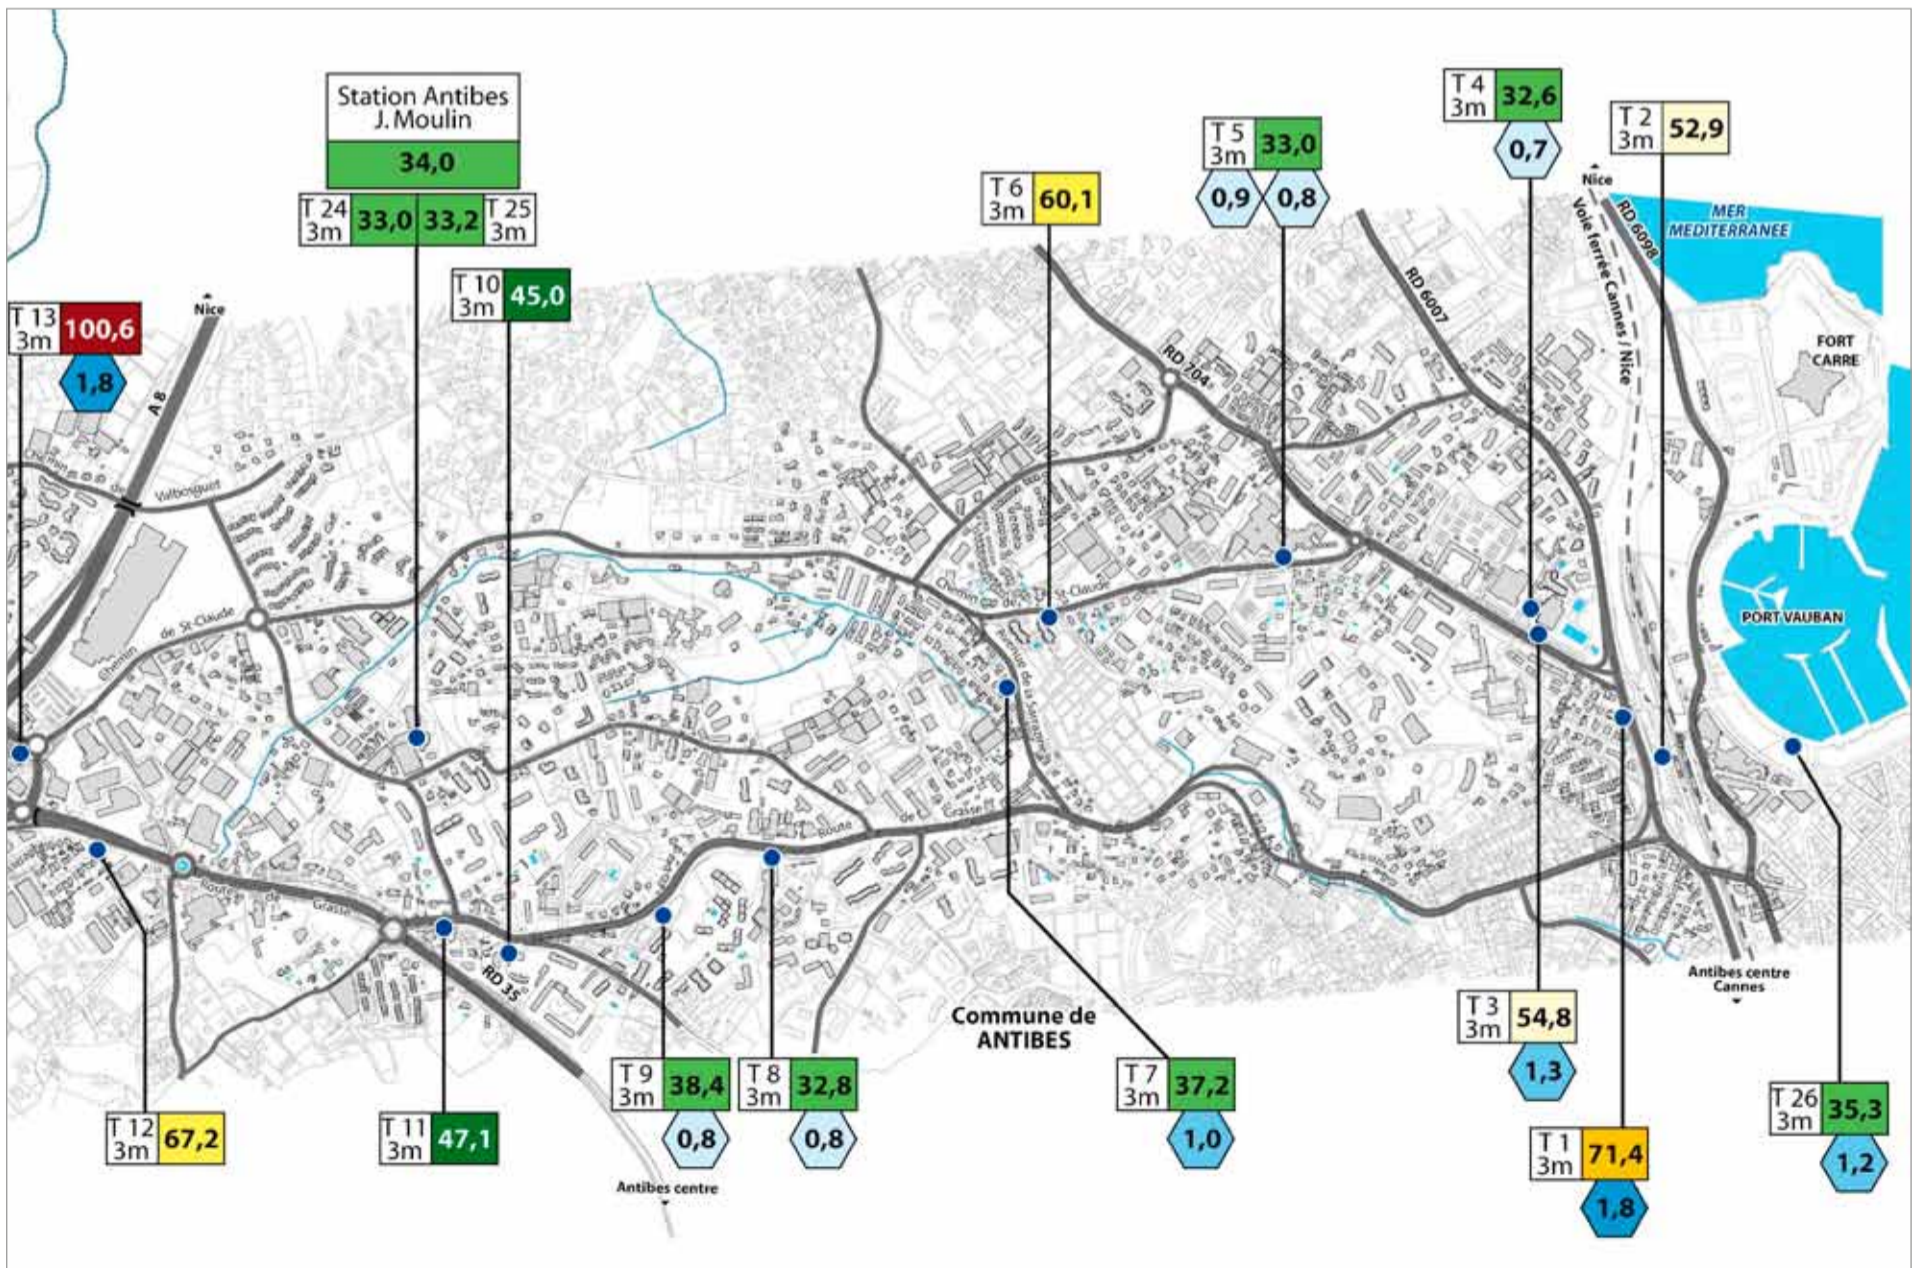 Station Antibes
J. Moulin
34,0
T 24
3m
33,0
33,2
T 25
3m
T 4
3m
32,6
0,7
T 2
3m
52,9
T 5
3m
33,0
0,9
0,8
T 6
3m
60,1
T 10
3m
45,0
T 13
3m
100,6
1,8
Nice
A 8
Nice
Voie ferrée Cannes / Nice
RD 6098
MER
MEDITERRANEE
RD 6007
RD 704
FORT
CARRE
PORT VAUBAN
Chemin de Valbosquet
Chemin de St-Claude
Chemin de St-Claude
Route de Grasse
Route de Grasse
RD 35
Commune de
ANTIBES
Antibes centre
Cannes
Antibes centre
T 12
3m
67,2
T 11
3m
47,1
T 9
3m
38,4
0,8
T 8
3m
32,8
0,8
T 7
3m
37,2
1,0
T 3
3m
54,8
1,3
T 1
3m
71,4
1,8
T 26
3m
35,3
1,2